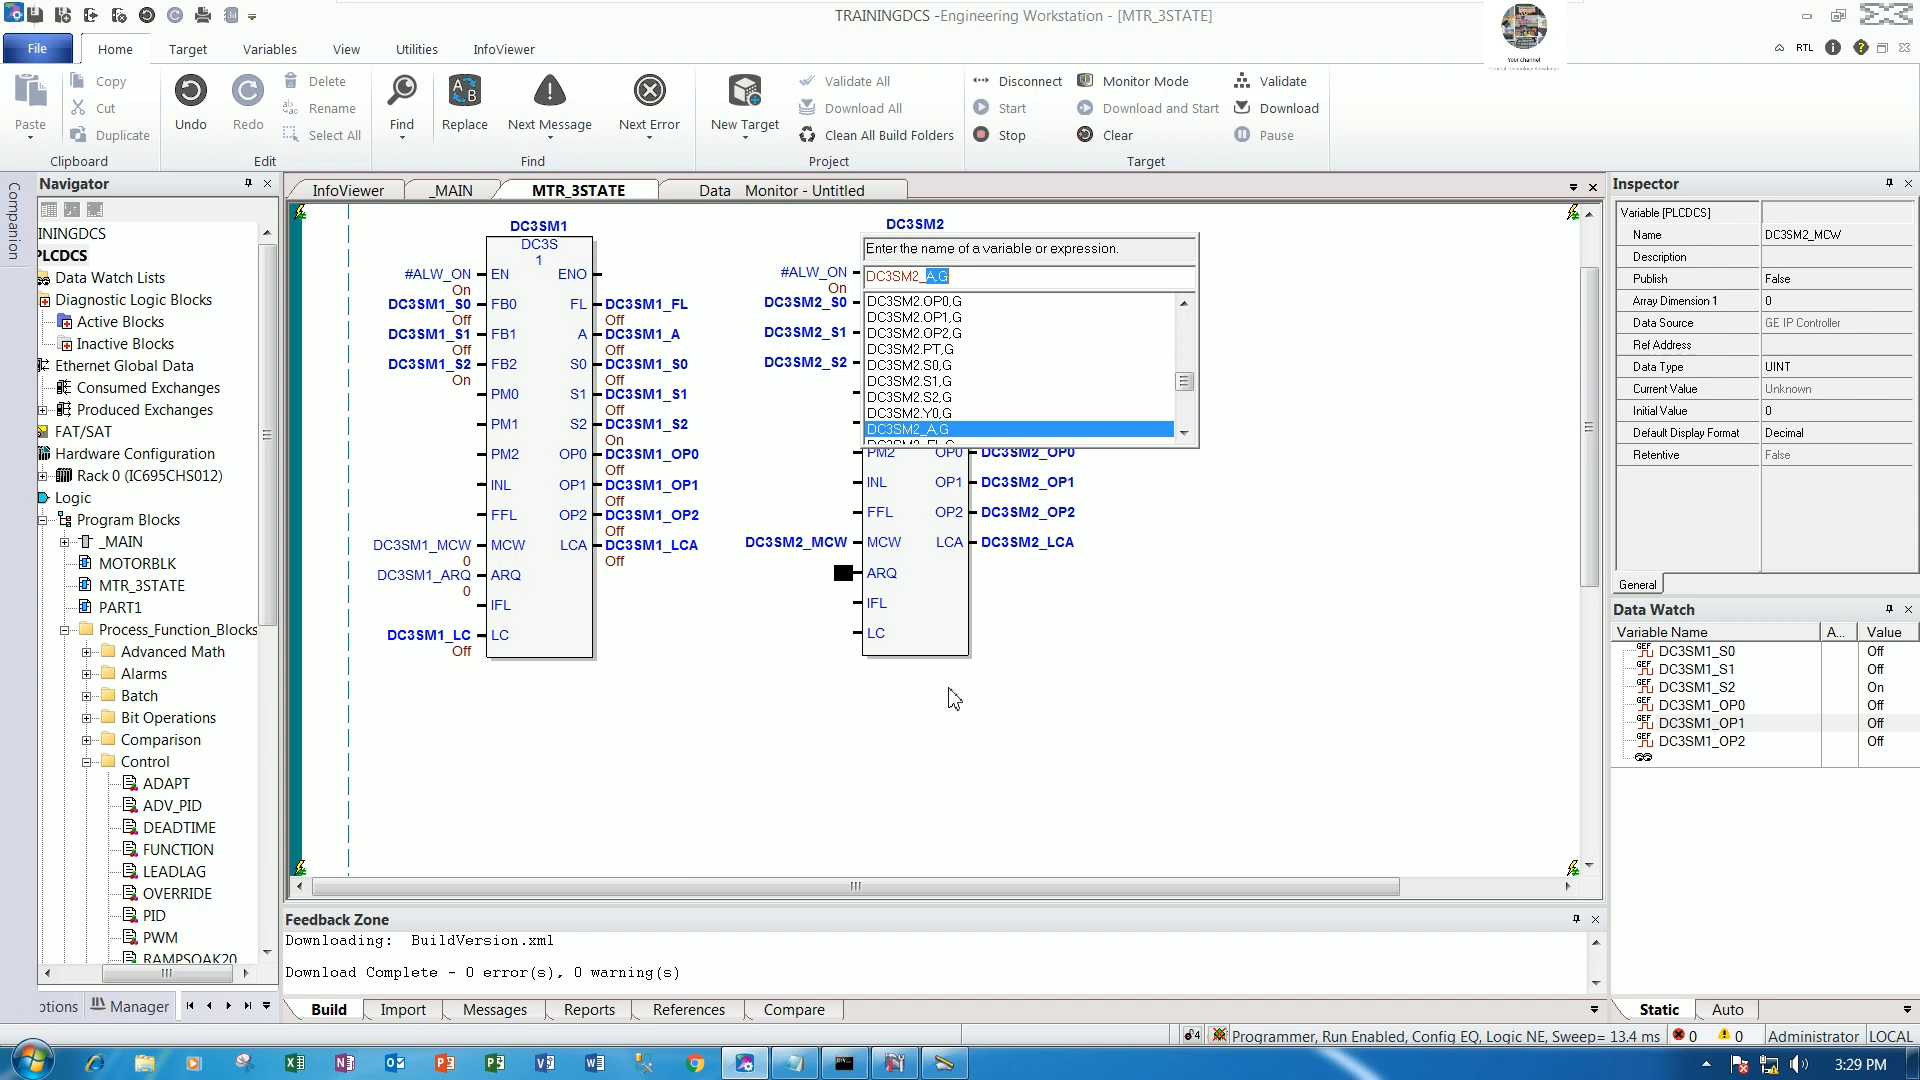 TRAININGDCS -Engineering Workstation - [MTR_3STATE]
Your channel
File
Home
Target
Variables
View
Utilities
InfoViewer
RTL
Paste
Copy
Cut
Duplicate
Clipboard
Undo
Redo
Delete
Rename
Select All
Edit
Find
Replace
Next Message
Next Error
Find
New Target
Validate All
Download All
Clean All Build Folders
Project
Disconnect
Monitor Mode
Validate
Start
Download and Start
Download
Stop
Clear
Pause
Target
Companion
Navigator
ININGDCS
PLCDCS
Data Watch Lists
Diagnostic Logic Blocks
Active Blocks
Inactive Blocks
Ethernet Global Data
Consumed Exchanges
Produced Exchanges
FAT/SAT
Hardware Configuration
Rack 0 (IC695CHS012)
Logic
Program Blocks
_MAIN
MOTORBLK
MTR_3STATE
PART1
Process_Function_Blocks
Advanced Math
Alarms
Batch
Bit Operations
Comparison
Control
ADAPT
ADV_PID
DEADTIME
FUNCTION
LEADLAG
OVERRIDE
PID
PWM
RAMPSOAK20
otions
Manager
InfoViewer
_MAIN
MTR_3STATE
Data Monitor - Untitled
DC3SM1
DC3S
1
#ALW_ON EN ENO
On
DC3SM1_S0 FB0 FL DC3SM1_FL
Off Off
DC3SM1_S1 FB1 A DC3SM1_A
Off Off
DC3SM1_S2 FB2 S0 DC3SM1_S0
On Off
PM0 S1 DC3SM1_S1
Off
PM1 S2 DC3SM1_S2
On
PM2 OP0 DC3SM1_OP0
Off
INL OP1 DC3SM1_OP1
Off
FFL OP2 DC3SM1_OP2
Off
DC3SM1_MCW MCW LCA DC3SM1_LCA
0 Off
DC3SM1_ARQ ARQ
0
IFL
DC3SM1_LC LC
Off
DC3SM2
Enter the name of a variable or expression.
#ALW_ON
On
DC3SM2_A,G
DC3SM2_S0
DC3SM2_S1
DC3SM2_S2
DC3SM2.OP0,G
DC3SM2.OP1,G
DC3SM2.OP2,G
DC3SM2.PT,G
DC3SM2.S0,G
DC3SM2.S1,G
DC3SM2.S2,G
DC3SM2.Y0,G
DC3SM2_A,G
PM2 OP0 DC3SM2_OP0
INL OP1 DC3SM2_OP1
FFL OP2 DC3SM2_OP2
DC3SM2_MCW MCW LCA DC3SM2_LCA
ARQ
IFL
LC
Feedback Zone
Downloading: BuildVersion.xml
Download Complete - 0 error(s), 0 warning(s)
Build
Import
Messages
Reports
References
Compare
Inspector
Variable [PLCDCS]
Name DC3SM2_MCW
Description
Publish False
Array Dimension 1 0
Data Source GE IP Controller
Ref Address
Data Type UINT
Current Value Unknown
Initial Value 0
Default Display Format Decimal
Retentive False
General
Data Watch
Variable Name A... Value
DC3SM1_S0 Off
DC3SM1_S1 Off
DC3SM1_S2 On
DC3SM1_OP0 Off
DC3SM1_OP1 Off
DC3SM1_OP2 Off
Static
Auto
Programmer, Run Enabled, Config EQ, Logic NE, Sweep= 13.4 ms 0 0 Administrator LOCAL
3:29 PM